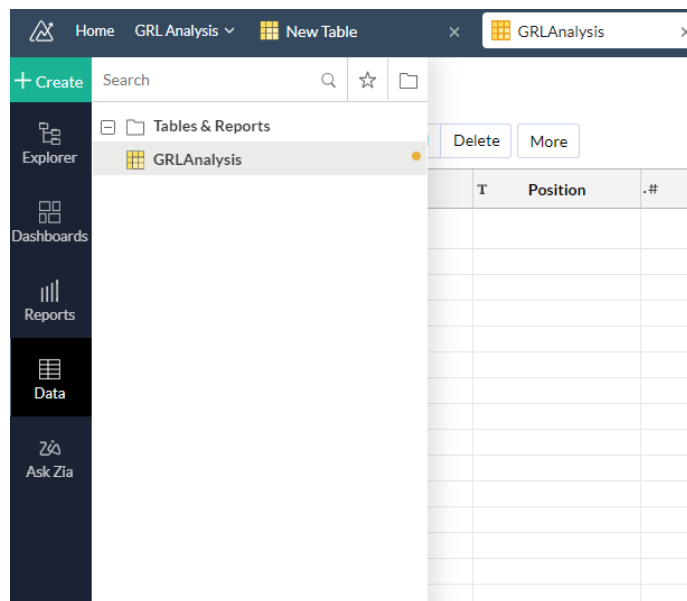 Home GRL Analysis New Table GRLAnalysis
+ Create Search
Tables & Reports
Explorer GRLAnalysis
Delete More
T Position .#
Dashboards
Reports
Data
Ask Zia